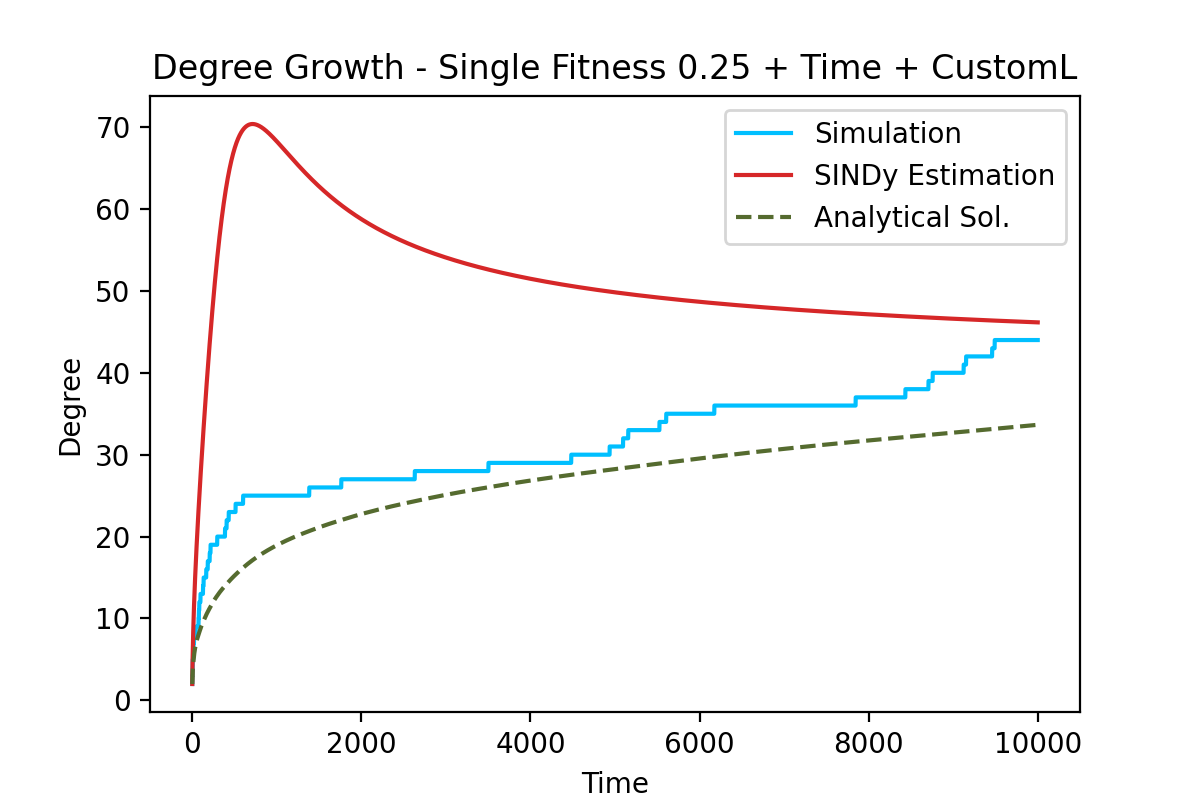 Degree Growth - Single Fitness 0.25 + Time + CustomL
Simulation
SINDy Estimation
Analytical Sol.
70
60
50
40
30
20
10
0
Degree
0 2000 4000 6000 8000 10000
Time